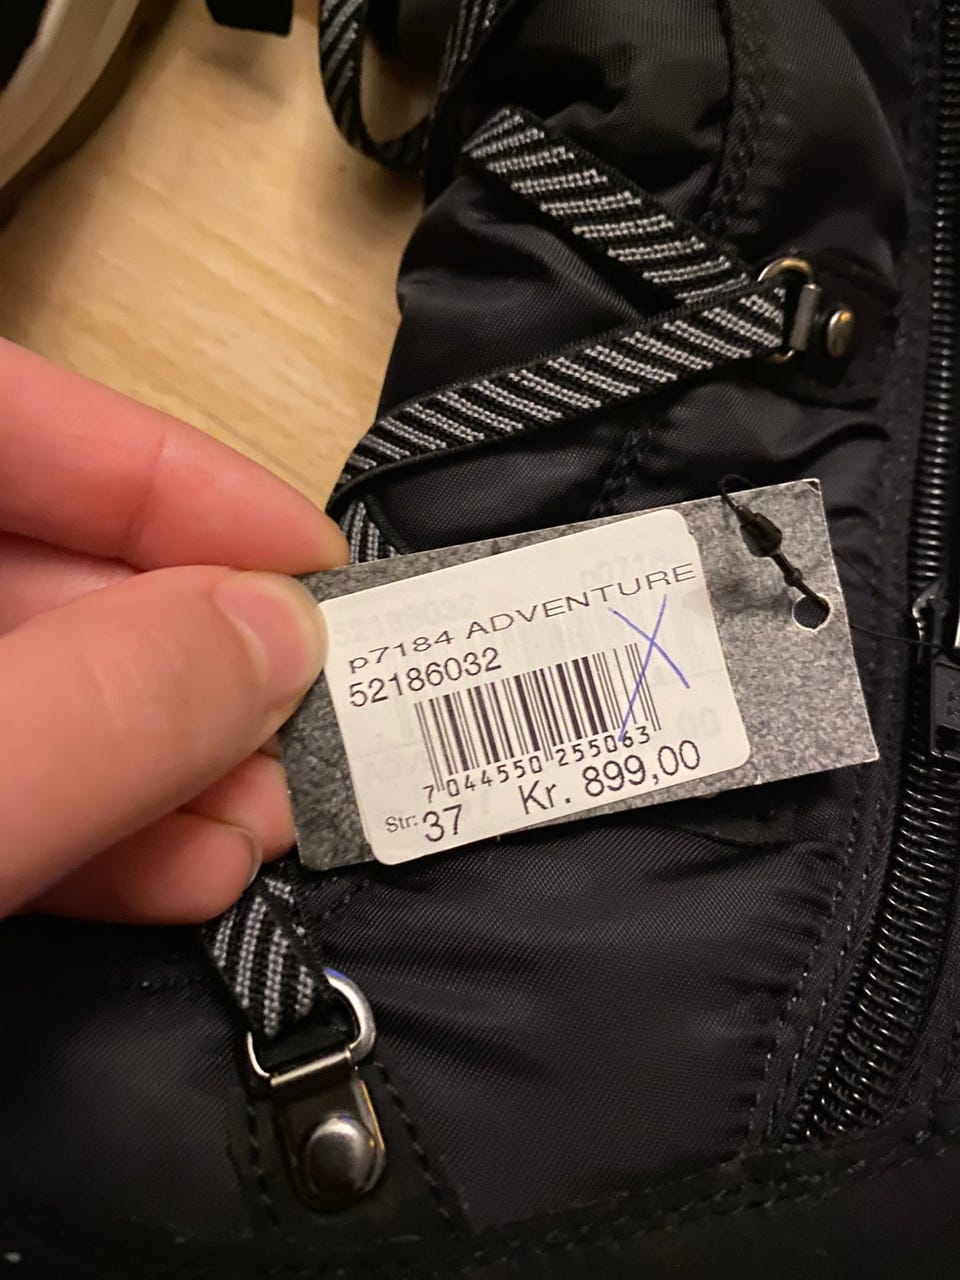 p7184 ADVENTURE
52186032
7 044550 255063
Str: 37 Kr. 899,00